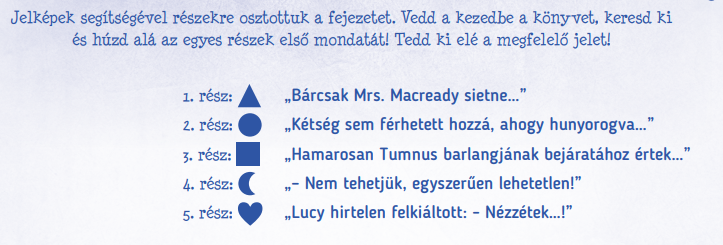 Jelképek segítségével részekre osztottuk a fejezetet. Vedd a kezedbe a könyvet, keresd ki
és húzd alá az egyes részek első mondatát! Tedd ki elé a megfelelő jelet!
1. rész: „Bárcsak Mrs. Macready sietne...”
2. rész: „Kétség sem férhetett hozzá, ahogy hunyorogva...”
3. rész: „Hamarosan Tumnus barlangjának bejáratához értek...”
4. rész: „– Nem tehetjük, egyszerűen lehetetlen!”
5. rész: „Lucy hirtelen felkiáltott: – Nézzétek...!”